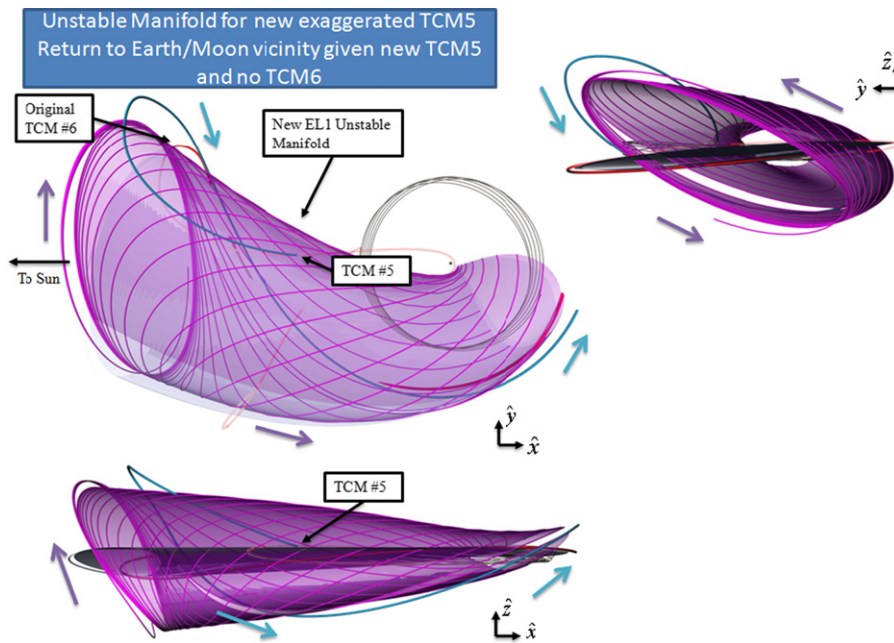 Unstable Manifold for new exaggerated TCM5
Return to Earth/Moon vicinity given new TCM5
and no TCM6
Original
TCM #6
New EL1 Unstable
Manifold
TCM #5
To Sun
ŷ
x̂
ŷ
ẑ
TCM #5
ẑ
x̂